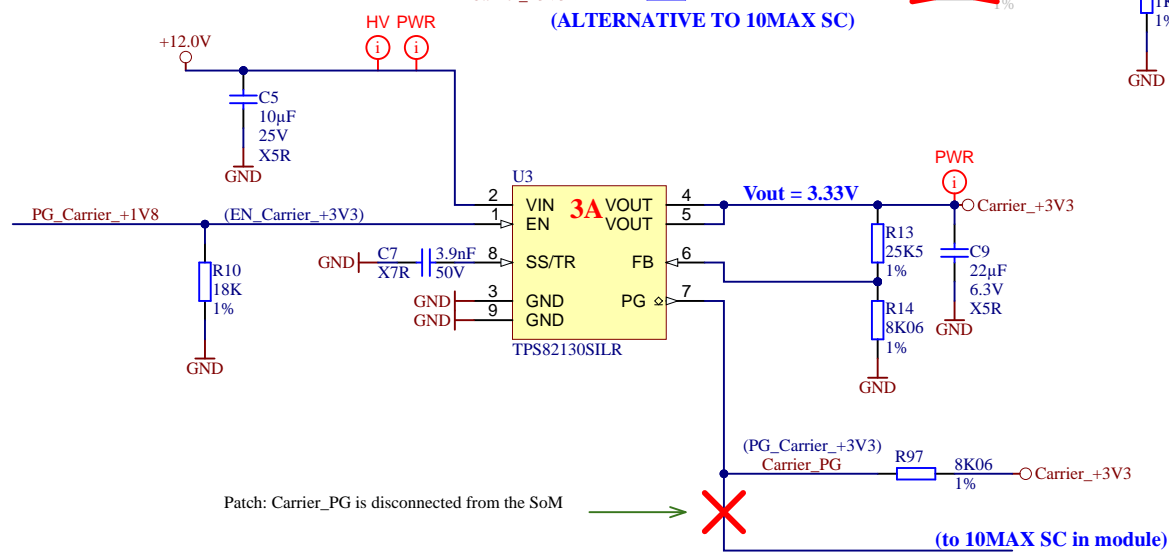 (ALTERNATIVE TO 10MAX SC)
1%
1%
GND
HV PWR
i i
+12.0V
C5
10µF
25V
X5R
GND
U3
PWR
i
2 VIN 3A VOUT 4
1 EN VOUT 5
8 SS/TR FB 6
3 GND PG 7
9 GND
TPS82130SILR
Vout = 3.33V
Carrier_+3V3
PG_Carrier_+1V8 (EN_Carrier_+3V3)
R10
18K
1%
GND
GND C7 3.9nF
X7R 50V
GND
GND
R13
25K5
1%
C9
22µF
6.3V
X5R
GND
R14
8K06
1%
GND
(PG_Carrier_+3V3)
Carrier_PG R97 8K06 Carrier_+3V3
1%
Patch: Carrier_PG is disconnected from the SoM
(to 10MAX SC in module)